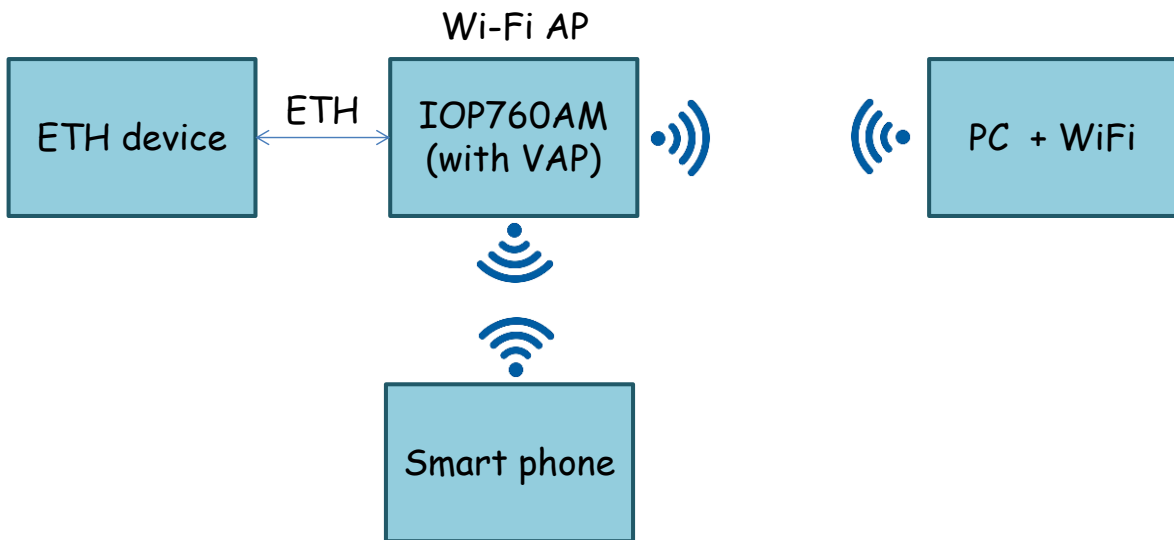 Wi-Fi AP
ETH device
ETH
IOP760AM
(with VAP)
PC + WiFi
Smart phone